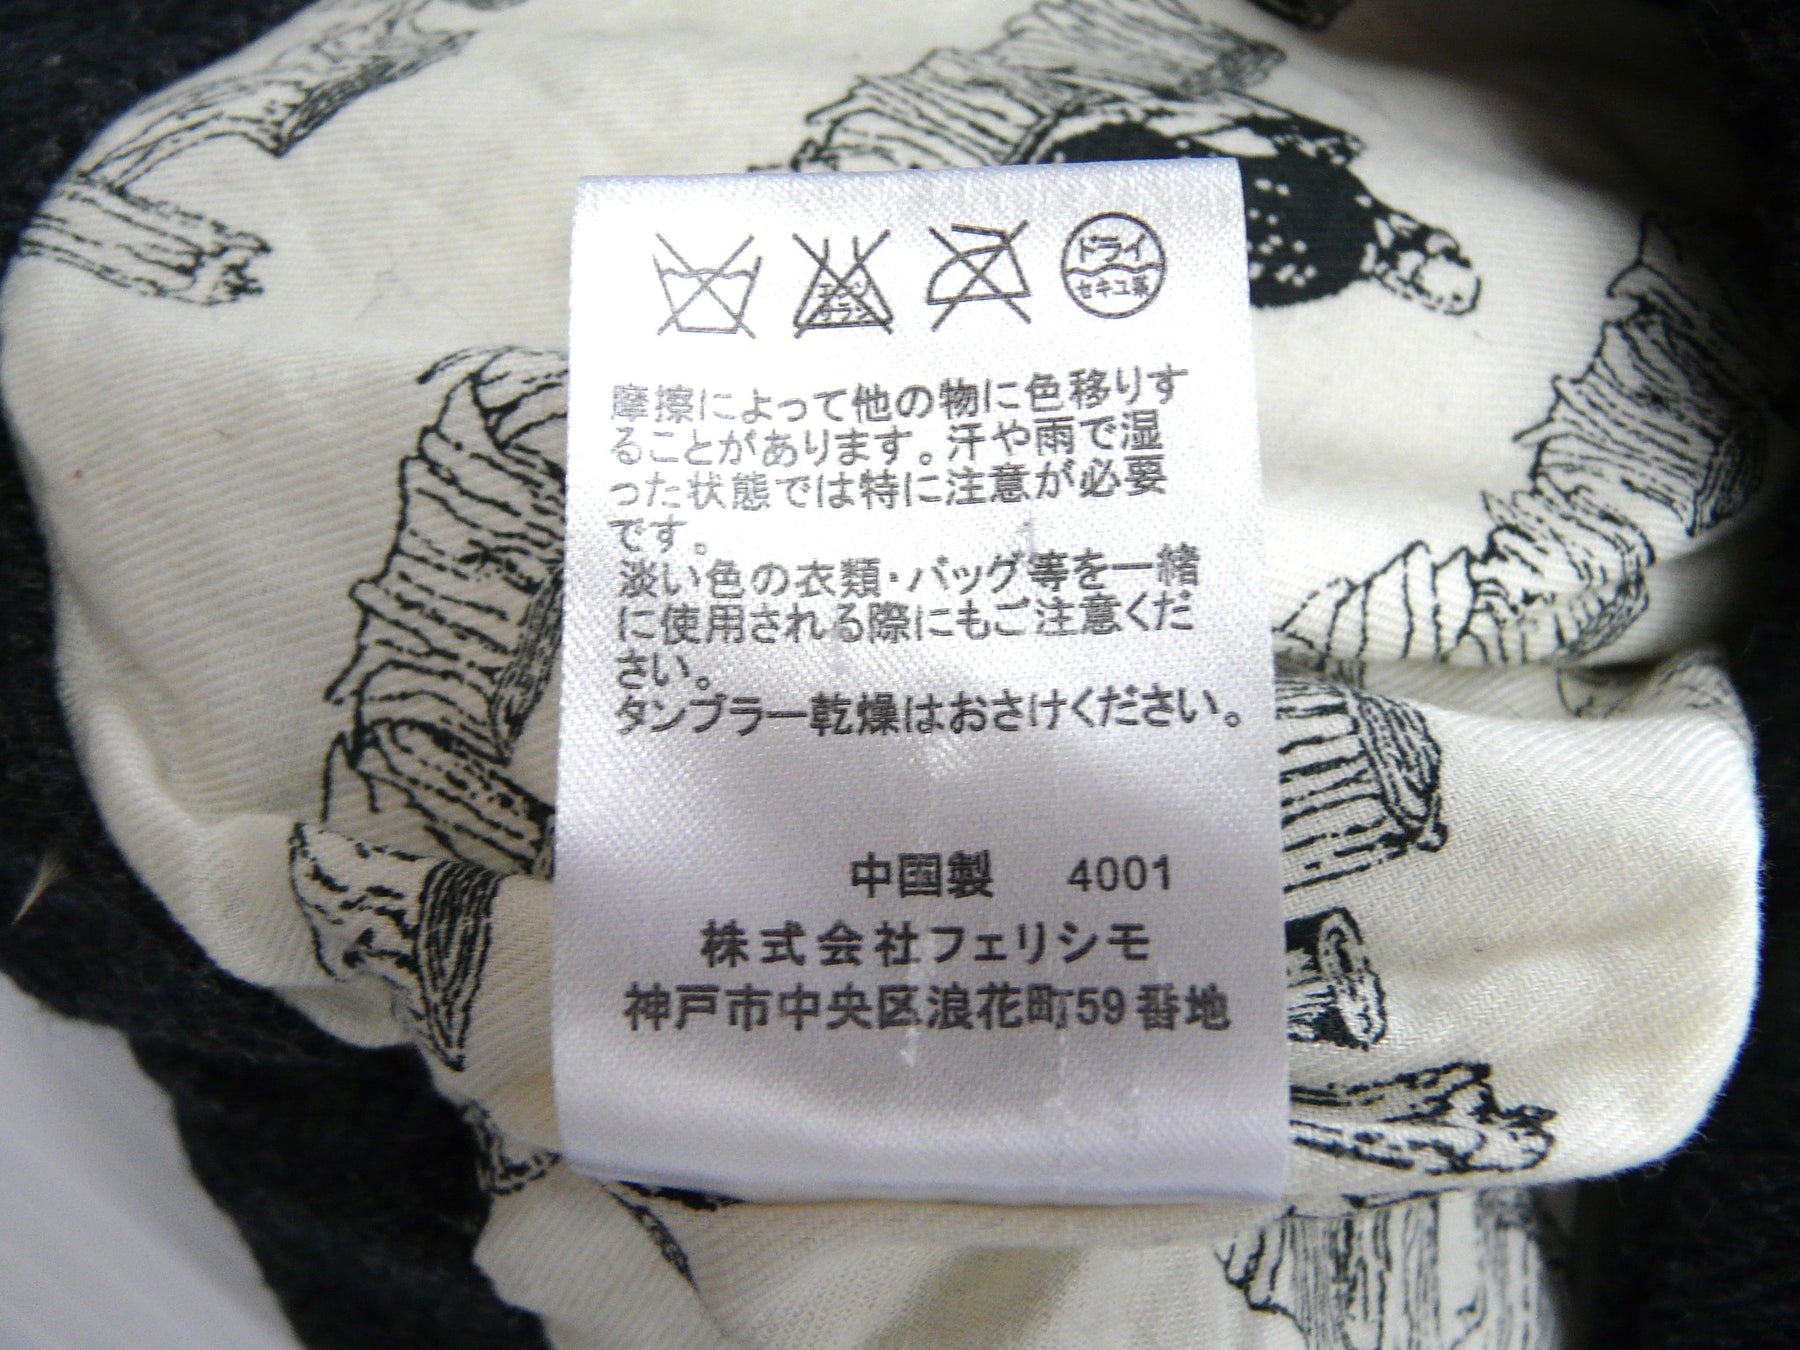 エンソ
サラシ
ドライ
セキユ系
摩擦によって他の物に色移りす
ることがあります。汗や雨で湿
った状態では特に注意が必要
です。
淡い色の衣類・バッグ等を一緒
に使用される際にもご注意くだ
さい。
タンブラー乾燥はおさけください。
中国製 4001
株式会社フェリシモ
神戸市中央区浪花町59番地